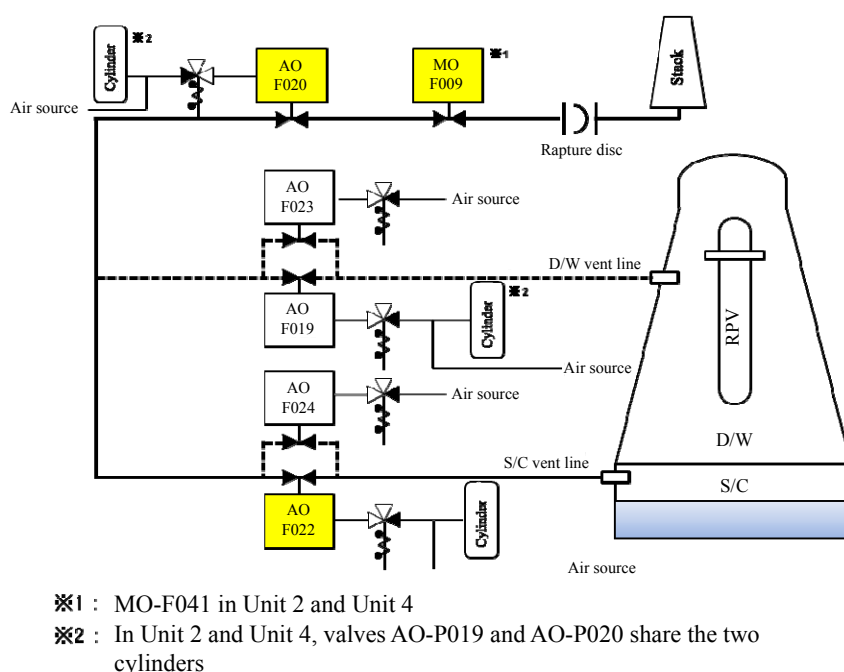 Cylinder
※2
AO
F020
MO
F009
※1
Stack
Air source
Rapture disc
AO
F023
Air source
D/W vent line
AO
F019
Cylinder
※2
RPV
Air source
AO
F024
Air source
D/W
S/C vent line
S/C
AO
F022
Cylinder
Air source
※1 : MO-F041 in Unit 2 and Unit 4
※2 : In Unit 2 and Unit 4, valves AO-P019 and AO-P020 share the two
cylinders